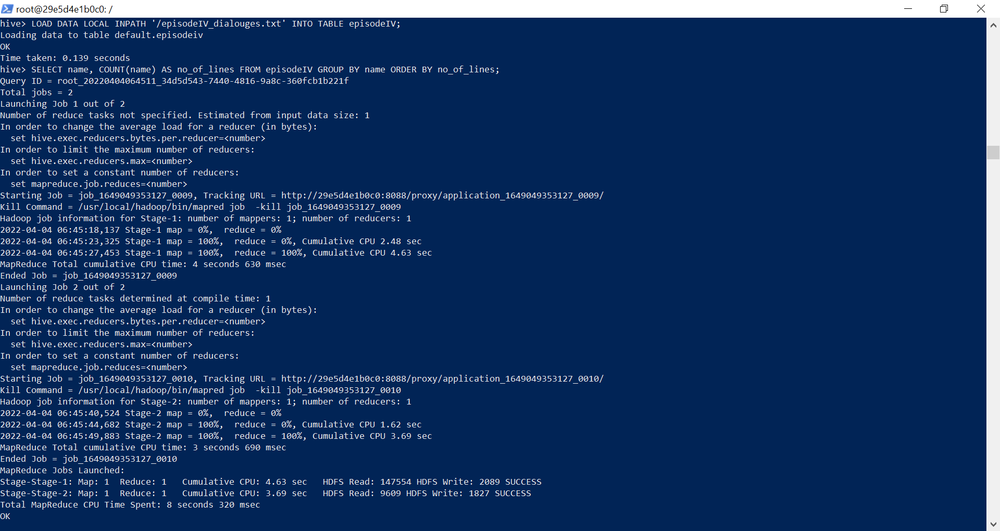 root@29e5d4e1b0c0: /
hive> LOAD DATA LOCAL INPATH '/episodeIV_dialouges.txt' INTO TABLE episodeIV;
Loading data to table default.episodeiv
OK
Time taken: 0.139 seconds
hive> SELECT name, COUNT(name) AS no_of_lines FROM episodeIV GROUP BY name ORDER BY no_of_lines;
Query ID = root_20220404064511_34d5d543-7440-4816-9a8c-360fcb1b221f
Total jobs = 2
Launching Job 1 out of 2
Number of reduce tasks not specified. Estimated from input data size: 1
In order to change the average load for a reducer (in bytes):
  set hive.exec.reducers.bytes.per.reducer=<number>
In order to limit the maximum number of reducers:
  set hive.exec.reducers.max=<number>
In order to set a constant number of reducers:
  set mapreduce.job.reduces=<number>
Starting Job = job_1649049353127_0009, Tracking URL = http://29e5d4e1b0c0:8088/proxy/application_1649049353127_0009/
Kill Command = /usr/local/hadoop/bin/mapred job  -kill job_1649049353127_0009
Hadoop job information for Stage-1: number of mappers: 1; number of reducers: 1
2022-04-04 06:45:18,137 Stage-1 map = 0%,  reduce = 0%
2022-04-04 06:45:23,325 Stage-1 map = 100%,  reduce = 0%, Cumulative CPU 2.48 sec
2022-04-04 06:45:27,453 Stage-1 map = 100%,  reduce = 100%, Cumulative CPU 4.63 sec
MapReduce Total cumulative CPU time: 4 seconds 630 msec
Ended Job = job_1649049353127_0009
Launching Job 2 out of 2
Number of reduce tasks determined at compile time: 1
In order to change the average load for a reducer (in bytes):
  set hive.exec.reducers.bytes.per.reducer=<number>
In order to limit the maximum number of reducers:
  set hive.exec.reducers.max=<number>
In order to set a constant number of reducers:
  set mapreduce.job.reduces=<number>
Starting Job = job_1649049353127_0010, Tracking URL = http://29e5d4e1b0c0:8088/proxy/application_1649049353127_0010/
Kill Command = /usr/local/hadoop/bin/mapred job  -kill job_1649049353127_0010
Hadoop job information for Stage-2: number of mappers: 1; number of reducers: 1
2022-04-04 06:45:40,524 Stage-2 map = 0%,  reduce = 0%
2022-04-04 06:45:44,682 Stage-2 map = 100%,  reduce = 0%, Cumulative CPU 1.62 sec
2022-04-04 06:45:49,883 Stage-2 map = 100%,  reduce = 100%, Cumulative CPU 3.69 sec
MapReduce Total cumulative CPU time: 3 seconds 690 msec
Ended Job = job_1649049353127_0010
MapReduce Jobs Launched:
Stage-Stage-1: Map: 1  Reduce: 1   Cumulative CPU: 4.63 sec   HDFS Read: 147554 HDFS Write: 2089 SUCCESS
Stage-Stage-2: Map: 1  Reduce: 1   Cumulative CPU: 3.69 sec   HDFS Read: 9609 HDFS Write: 1827 SUCCESS
Total MapReduce CPU Time Spent: 8 seconds 320 msec
OK